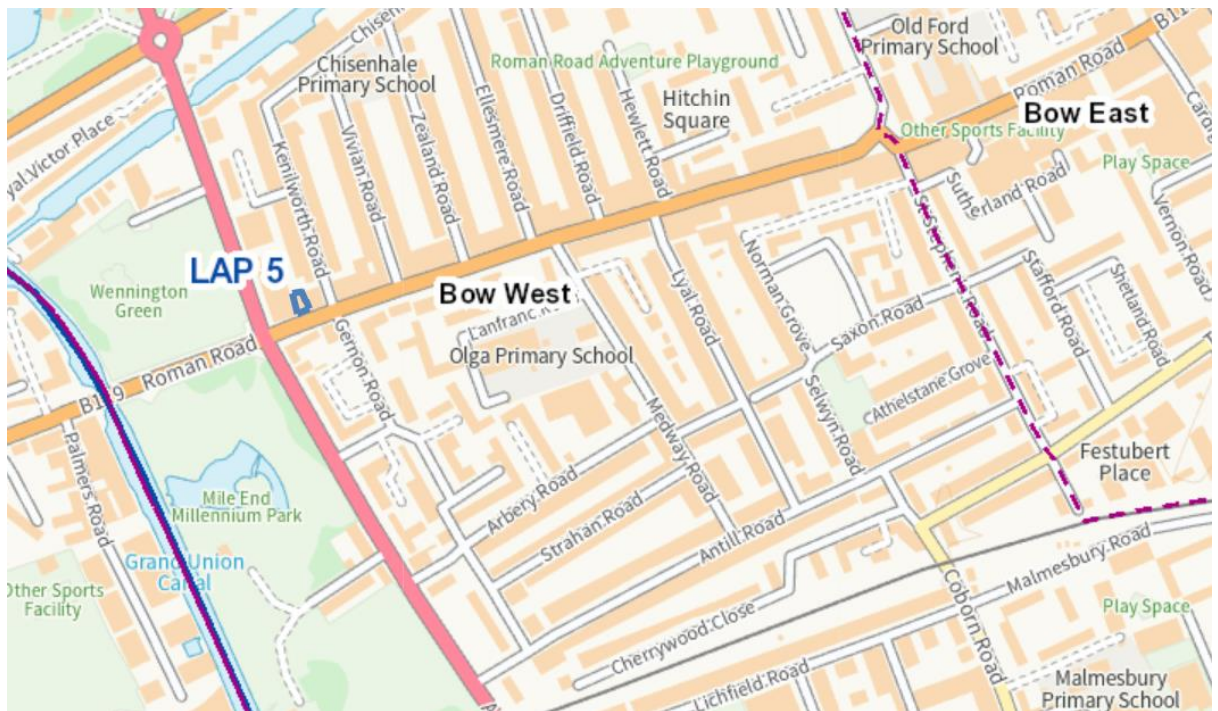 Old Ford
Primary School
Chisenhale
Primary School
Roman Road Adventure Playground
Hitchin
Square
Roman Road
Bow East
Other Sports
Facility
Play Space
Royal Victor Place
Kenilworth Road
Vivian Road
Zealand Road
Ellesmere Road
Driffield Road
Hewlett Road
Sutherland Road
Vernon Road
LAP 5
Wennington
Green
Bow West
Lanfranc
Norman Grove
Lyal Road
Saxon Road
St Stephen's Road
Stafford Road
Shetland Road
B119 Roman Road
Gernon Road
Olga Primary School
Medway Road
Selwyn Road
Athelstane Grove
Palmers Road
Mile End
Millennium Park
Arbery Road
Strahan Road
Antill Road
Festubert
Place
Grand Union
Canal
Other Sports
Facility
Cherrywood Close
Coborn Road
Malmesbury Road
Lichfield Road
Play Space
Malmesbury
Primary School